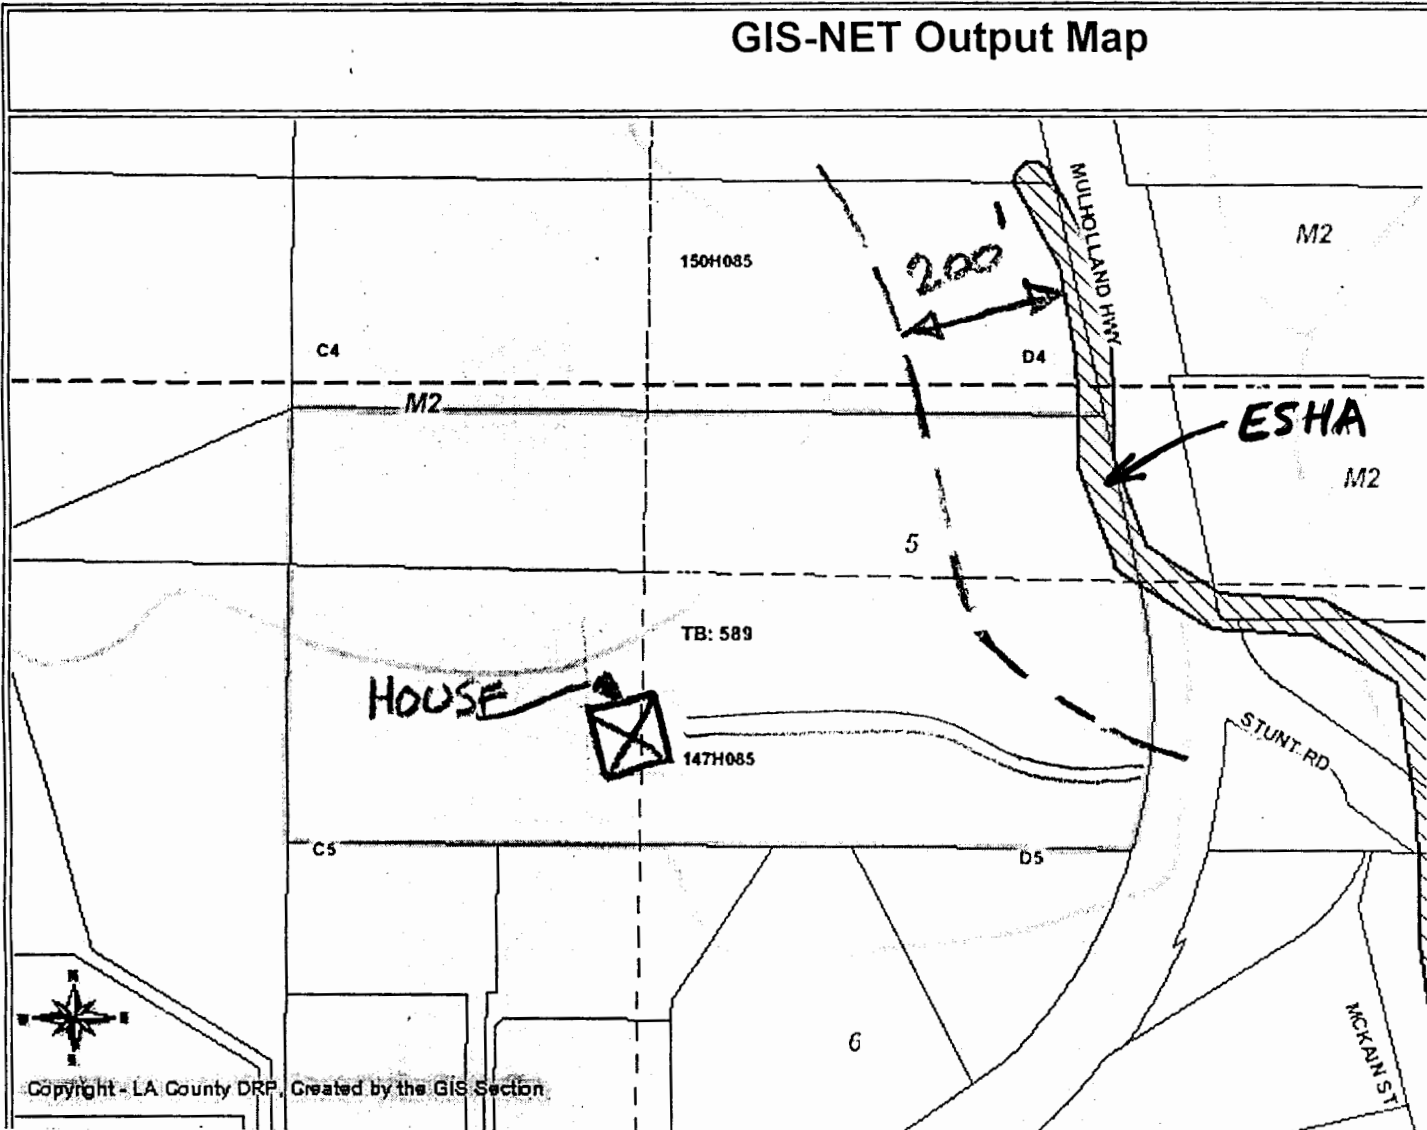 GIS-NET Output Map
MULHOLLAND HWY
M2
150H085
200'
C4
D4
M2
ESHA
M2
5
TB: 589
HOUSE
STUNT RD
147H085
C5
D5
6
MCKAIN ST
N
E
S
Copyright - LA County DRP, Created by the GIS Section